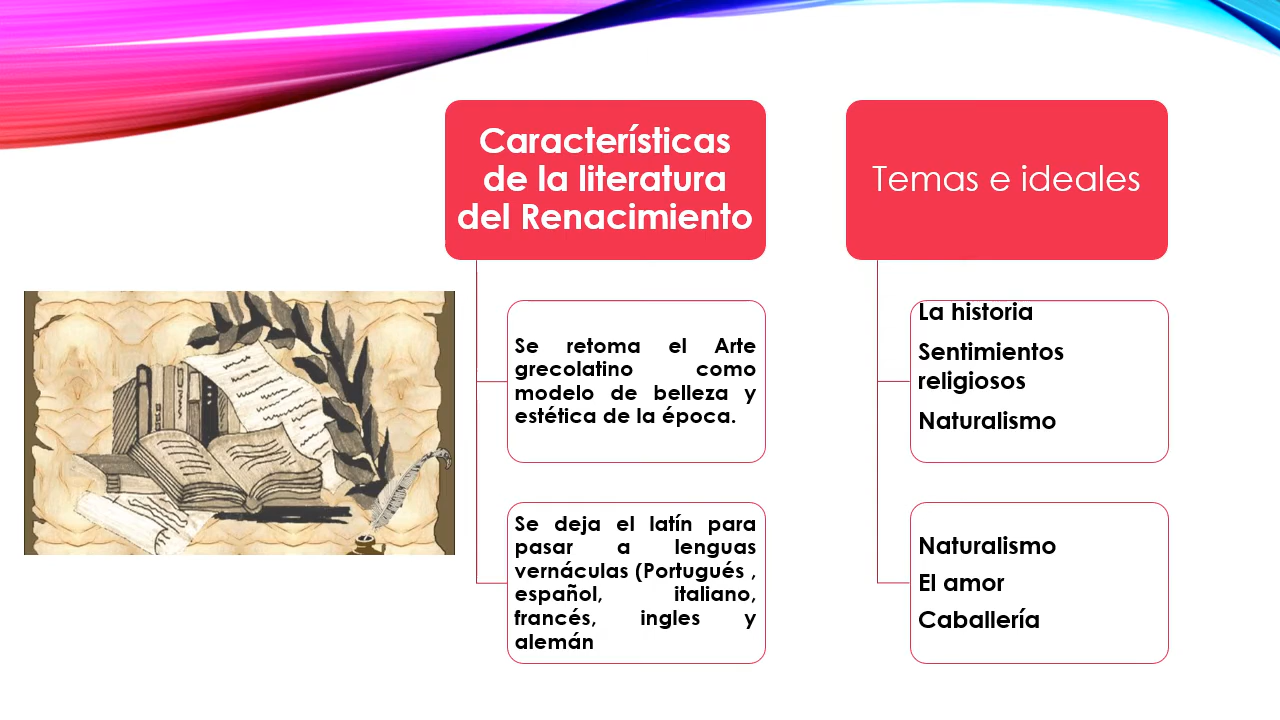 Características
de la literatura
del Renacimiento
Se retoma el Arte
grecolatino como
modelo de belleza y
estética de la época.
Se deja el latín para
pasar a lenguas
vernáculas (Portugués ,
español, italiano,
francés, ingles y
alemán
Temas e ideales
La historia
Sentimientos
religiosos
Naturalismo
Naturalismo
El amor
Caballería